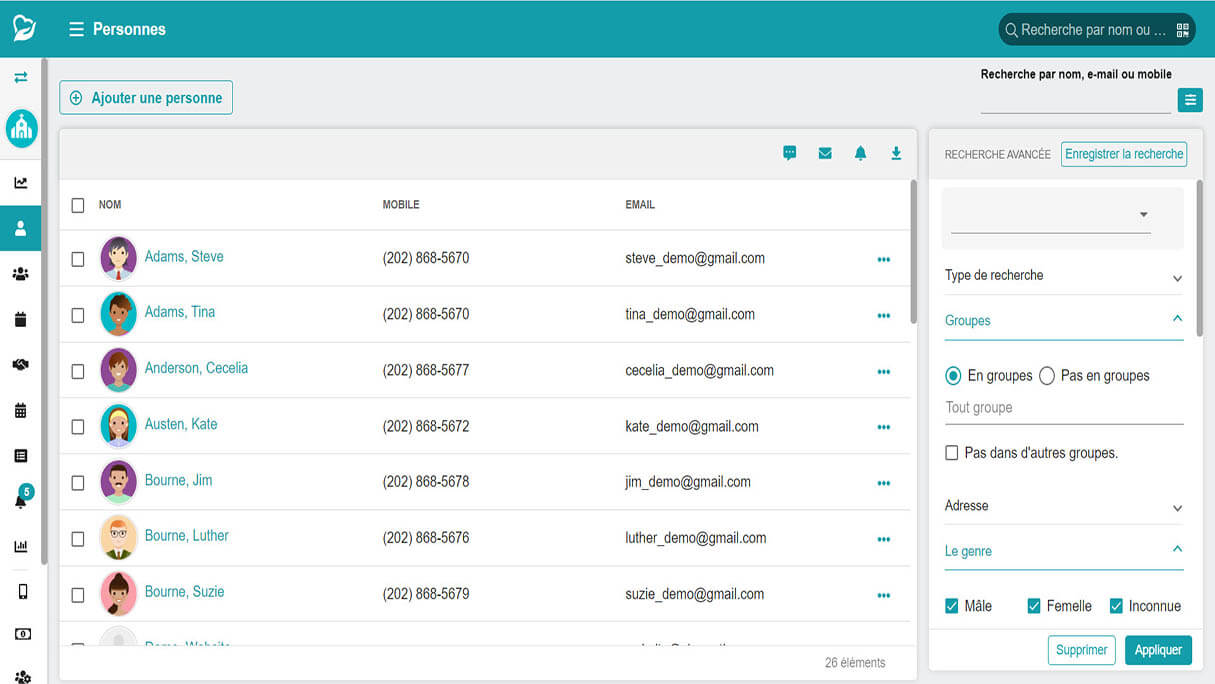 Personnes
Recherche par nom ou ...
Recherche par nom, e-mail ou mobile
Ajouter une personne
RECHERCHE AVANCÉE
Enregistrer la recherche
NOM MOBILE EMAIL
Adams, Steve (202) 868-5670 steve_demo@gmail.com
Adams, Tina (202) 868-5670 tina_demo@gmail.com
Anderson, Cecelia (202) 868-5677 cecelia_demo@gmail.com
Austen, Kate (202) 868-5672 kate_demo@gmail.com
Bourne, Jim (202) 868-5678 jim_demo@gmail.com
Bourne, Luther (202) 868-5676 luther_demo@gmail.com
Bourne, Suzie (202) 868-5679 suzie_demo@gmail.com
26 éléments
Type de recherche
Groupes
En groupes Pas en groupes
Tout groupe
Pas dans d'autres groupes.
Adresse
Le genre
Mâle Femelle Inconnue
Supprimer Appliquer
5